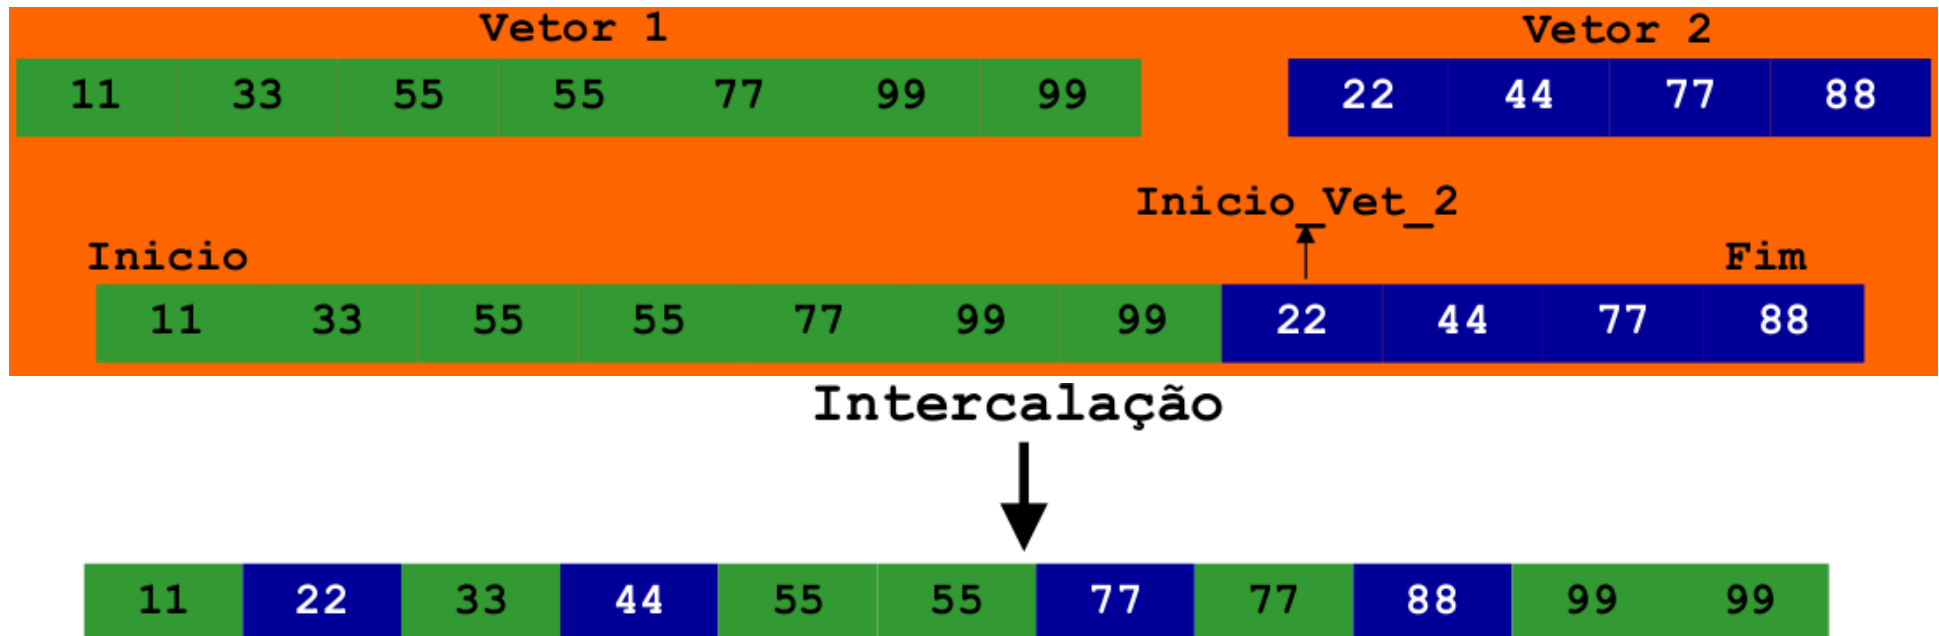 Vetor 1 Vetor 2
11 33 55 55 77 99 99 22 44 77 88
Inicio_Vet_2
Inicio Fim
11 33 55 55 77 99 99 22 44 77 88
Intercalação
11 22 33 44 55 55 77 77 88 99 99